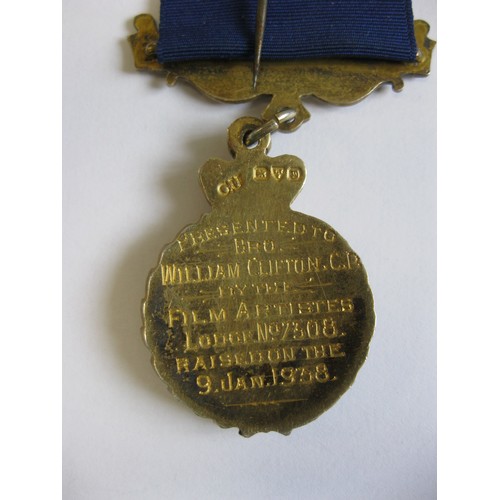 PRESENTED TO
BRO.
WILLIAM CLIFTON. C.P.
BY THE
FILM ARTISTES
LODGE No 7308.
RAISED ON THE
9. JAN. 1958.